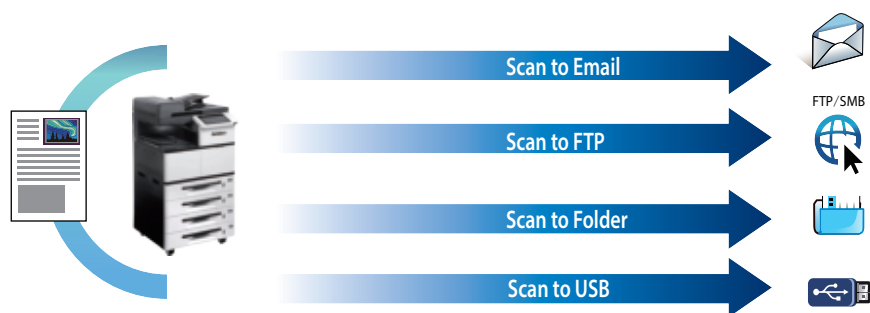 Scan to Email
FTP/SMB
Scan to FTP
Scan to Folder
Scan to USB